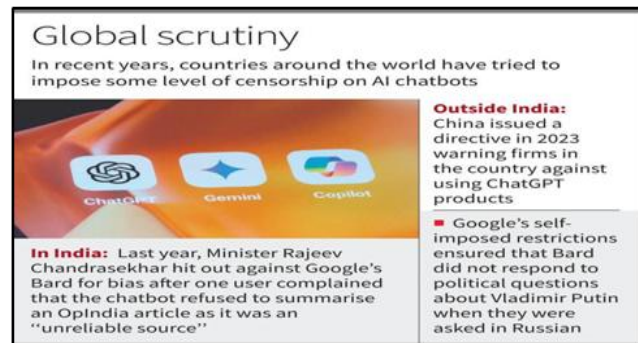 Global scrutiny
In recent years, countries around the world have tried to
impose some level of censorship on AI chatbots
ChatGPT
Gemini
Copilot
In India: Last year, Minister Rajeev
Chandrasekhar hit out against Google's
Bard for bias after one user complained
that the chatbot refused to summarise
an OpIndia article as it was an
"unreliable source"
Outside India:
China issued a
directive in 2023
warning firms in
the country against
using ChatGPT
products
■ Google's self-
imposed restrictions
ensured that Bard
did not respond to
political questions
about Vladimir Putin
when they were
asked in Russian